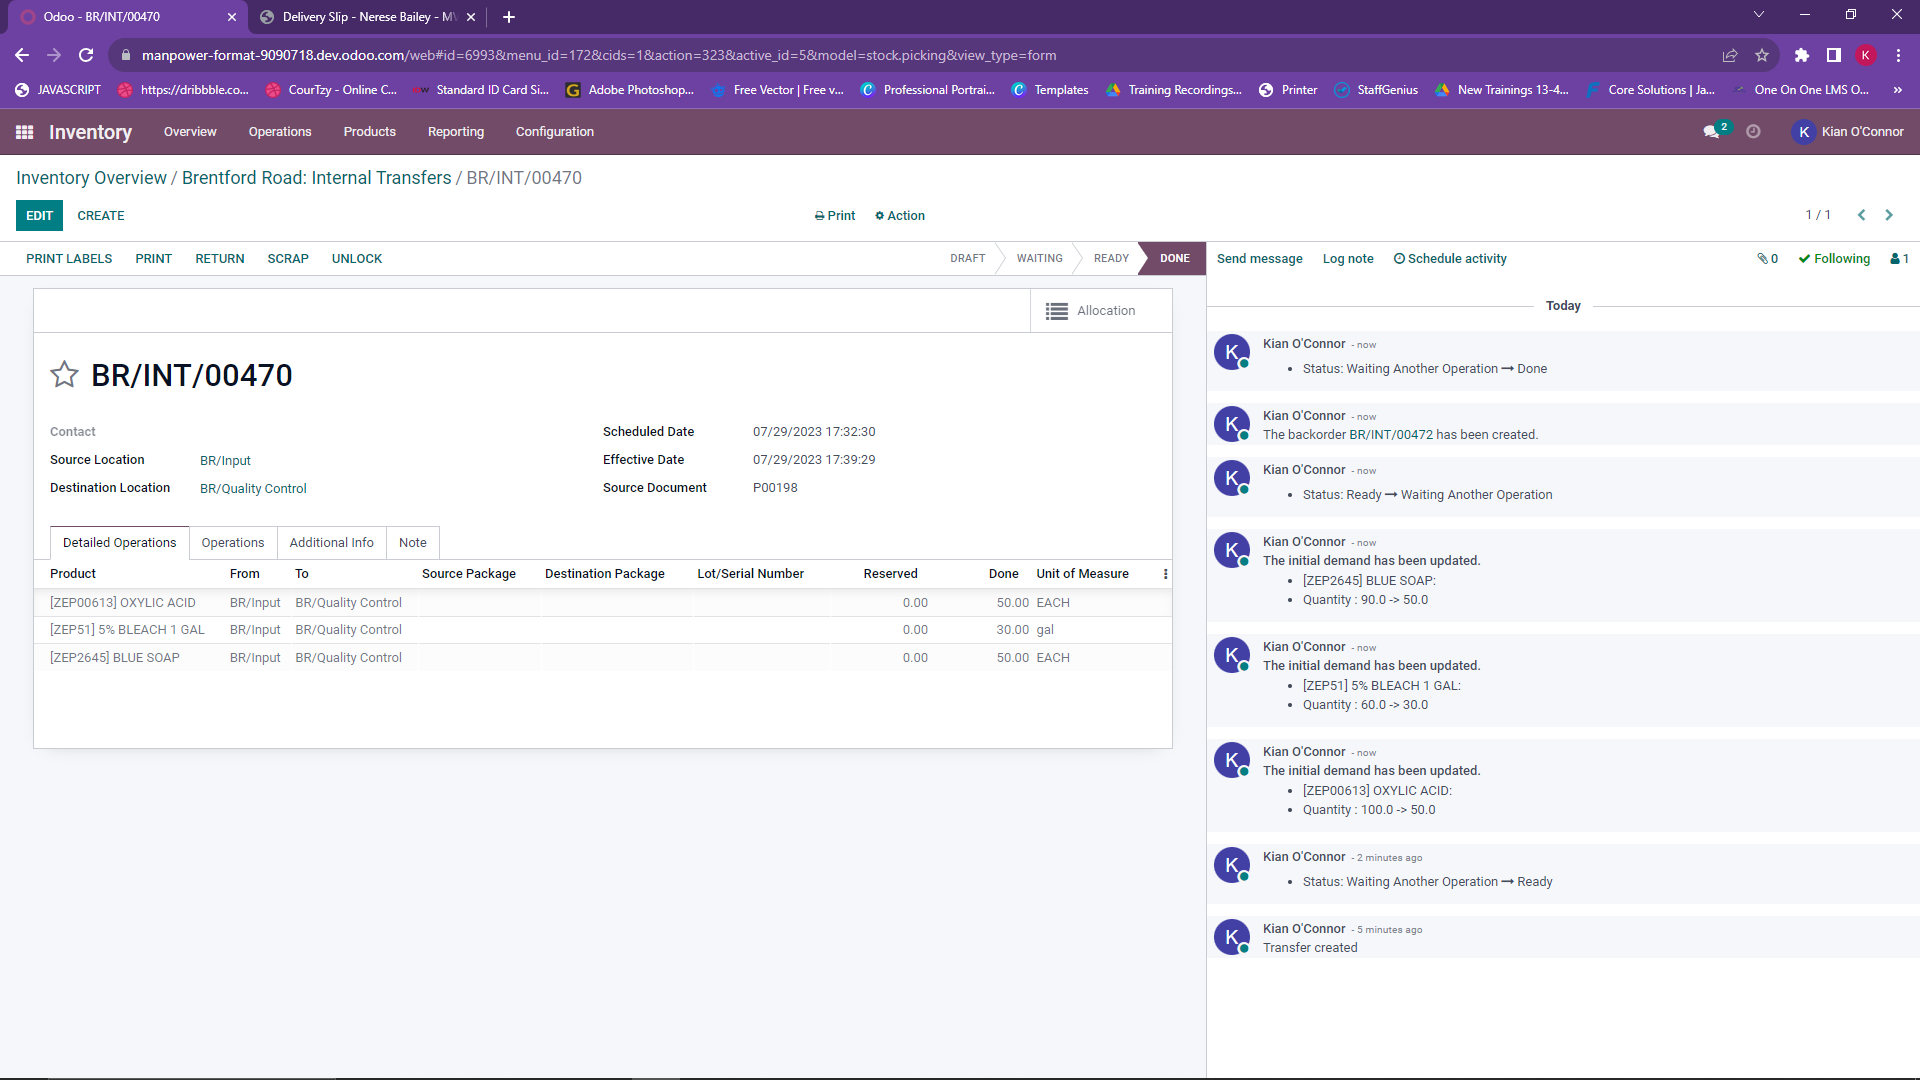 Odoo - BR/INT/00470
Delivery Slip - Nerese Bailey - MV
manpower-format-9090718.dev.odoo.com/web#id=6993&menu_id=172&cids=1&action=323&active_id=5&model=stock.picking&view_type=form
K
JAVASCRIPT
https://dribbble.co...
CourTzy - Online C...
Standard ID Card Si...
Adobe Photoshop...
Free Vector | Free v...
Professional Portrai...
Templates
Training Recordings...
Printer
StaffGenius
New Trainings 13-4...
Core Solutions | Ja...
One On One LMS O...
»
Inventory
Overview
Operations
Products
Reporting
Configuration
2
K
Kian O'Connor
Inventory Overview / Brentford Road: Internal Transfers / BR/INT/00470
EDIT
CREATE
Print
Action
1 / 1
PRINT LABELS
PRINT
RETURN
SCRAP
UNLOCK
DRAFT
WAITING
READY
DONE
Send message
Log note
Schedule activity
0
Following
1
Allocation
BR/INT/00470
Contact
Source Location BR/Input
Destination Location BR/Quality Control
Scheduled Date 07/29/2023 17:32:30
Effective Date 07/29/2023 17:39:29
Source Document P00198
Detailed Operations
Operations
Additional Info
Note
Product From To Source Package Destination Package Lot/Serial Number Reserved Done Unit of Measure
[ZEP00613] OXYLIC ACID BR/Input BR/Quality Control 0.00 50.00 EACH
[ZEP51] 5% BLEACH 1 GAL BR/Input BR/Quality Control 0.00 30.00 gal
[ZEP2645] BLUE SOAP BR/Input BR/Quality Control 0.00 50.00 EACH
Today
K
Kian O'Connor - now
• Status: Waiting Another Operation → Done
K
Kian O'Connor - now
The backorder BR/INT/00472 has been created.
K
Kian O'Connor - now
• Status: Ready → Waiting Another Operation
K
Kian O'Connor - now
The initial demand has been updated.
• [ZEP2645] BLUE SOAP:
• Quantity : 90.0 -> 50.0
K
Kian O'Connor - now
The initial demand has been updated.
• [ZEP51] 5% BLEACH 1 GAL:
• Quantity : 60.0 -> 30.0
K
Kian O'Connor - now
The initial demand has been updated.
• [ZEP00613] OXYLIC ACID:
• Quantity : 100.0 -> 50.0
K
Kian O'Connor - 2 minutes ago
• Status: Waiting Another Operation → Ready
K
Kian O'Connor - 5 minutes ago
Transfer created